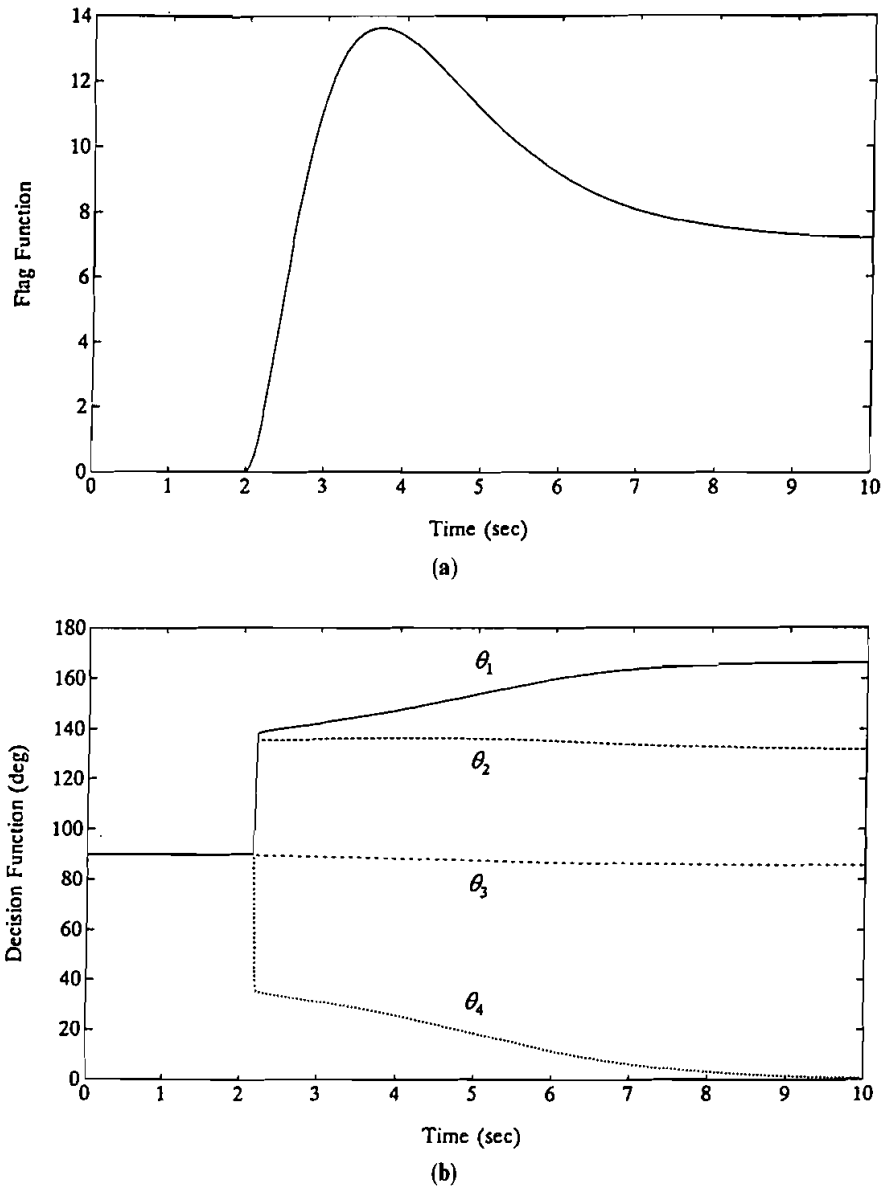 14
12
10
8
6
4
2
0
Flag Function
0 1 2 3 4 5 6 7 8 9 10
Time (sec)
(a)
180
160
140
120
100
80
60
40
20
0
Decision Function (deg)
θ1
θ2
θ3
θ4
0 1 2 3 4 5 6 7 8 9 10
Time (sec)
(b)